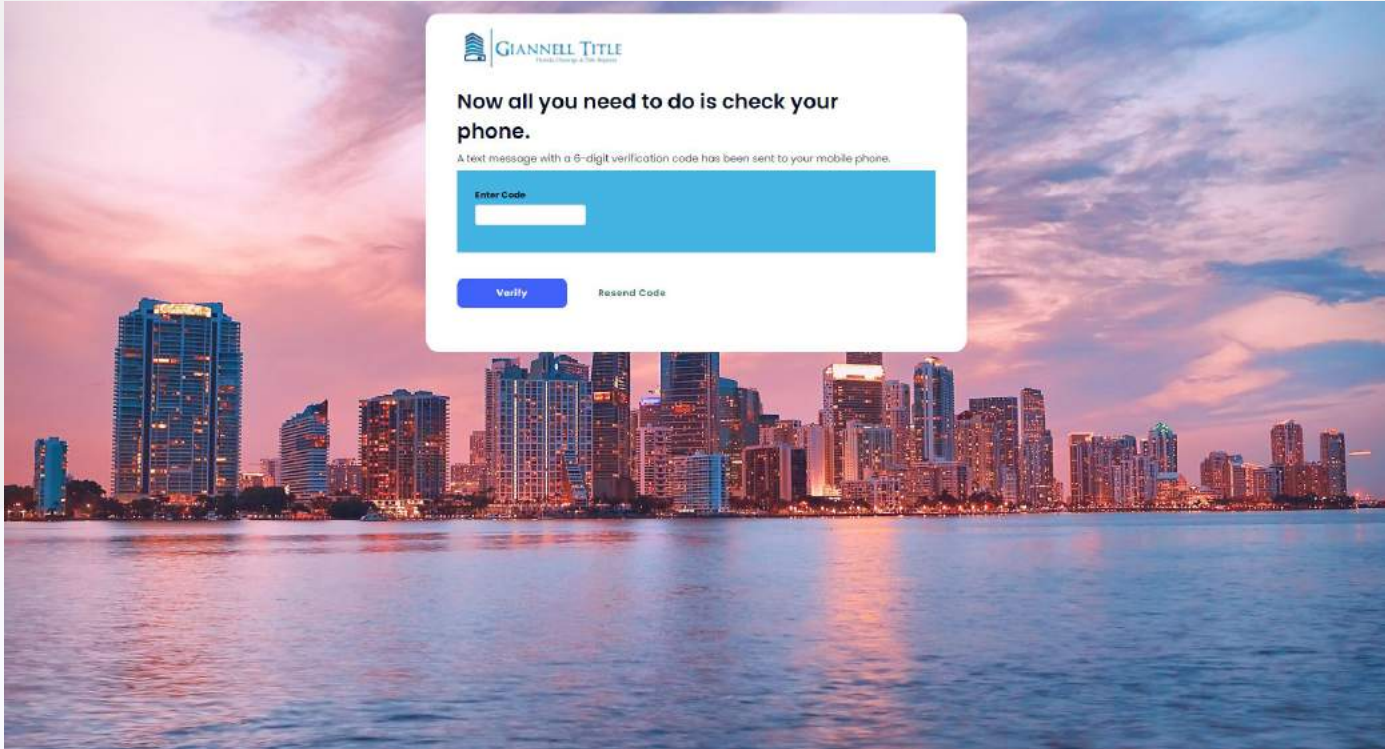 GIANNELL TITLE
Now all you need to do is check your
phone.
A text message with a 6-digit verification code has been sent to your mobile phone.
Enter Code
Verify
Resend Code